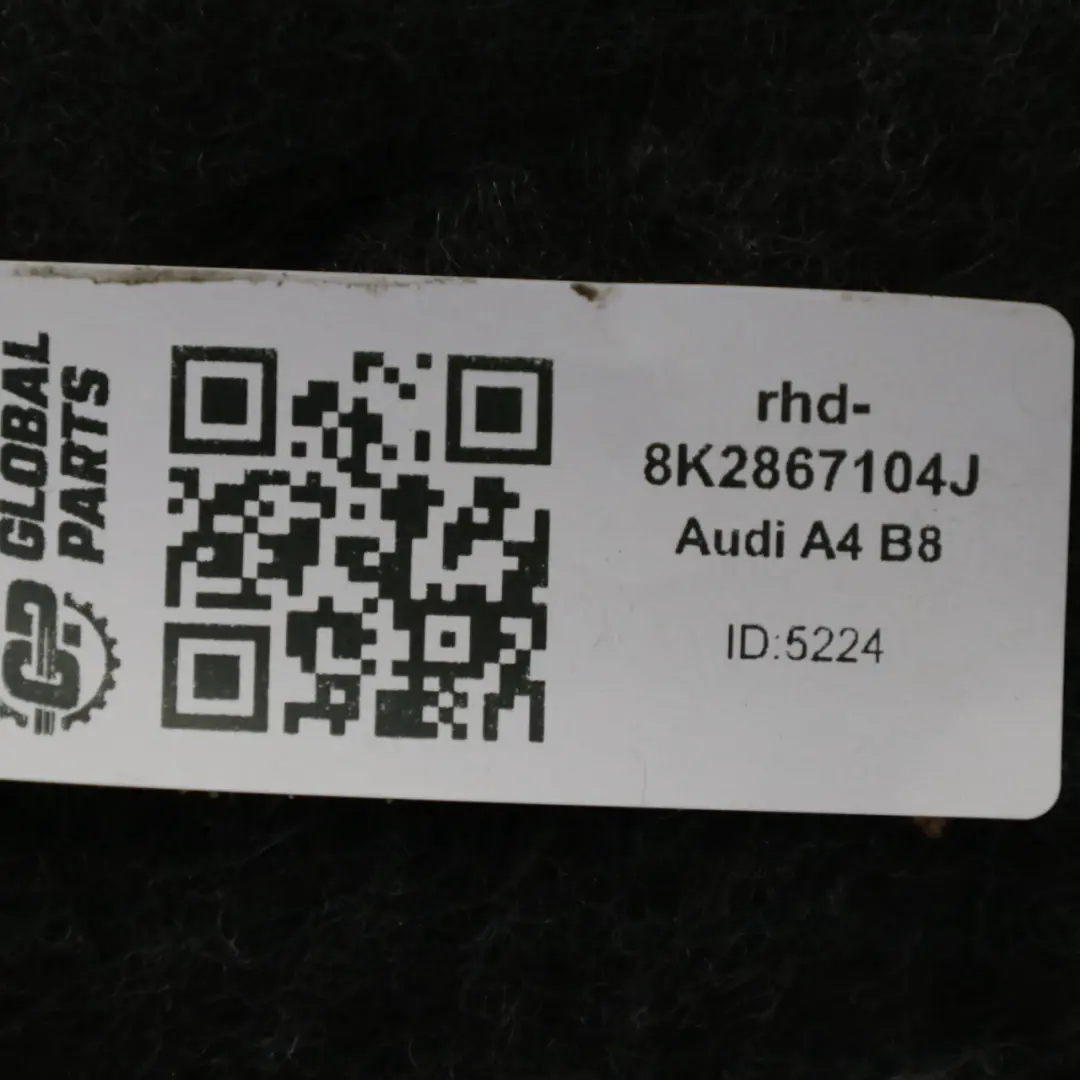 GLOBAL
PARTS
rhd-
8K2867104J
Audi A4 B8
ID:5224